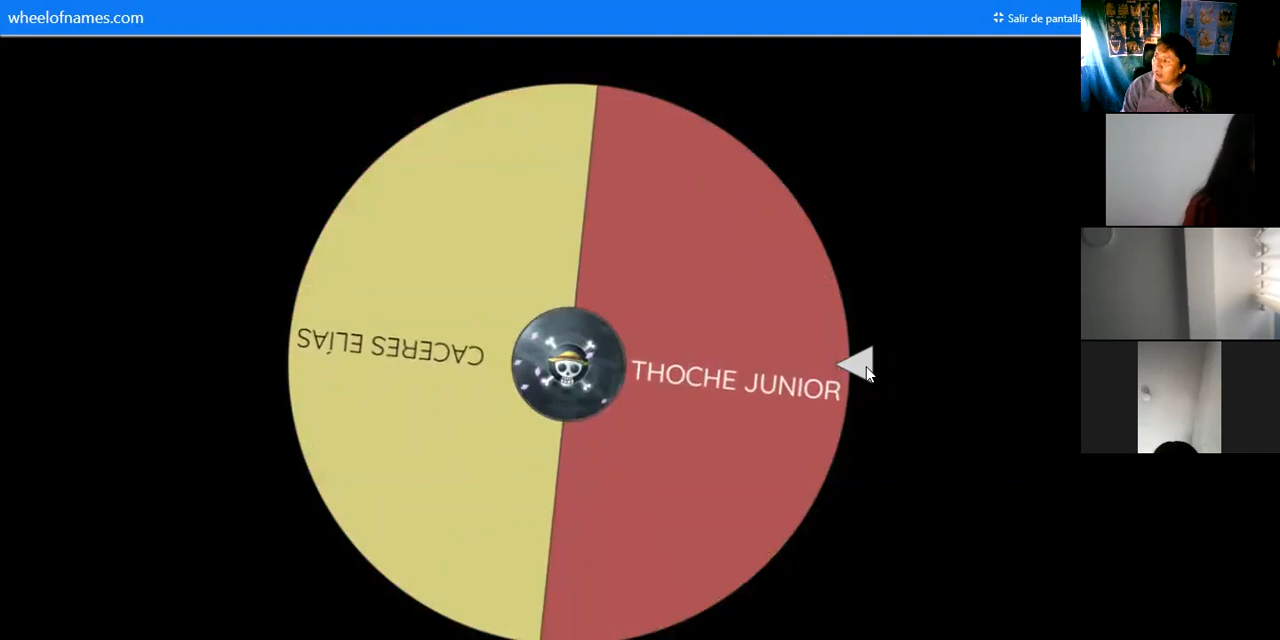 wheelofnames.com
Salir de pantalla
CACERES ELÍAS
THOCHE JUNIOR